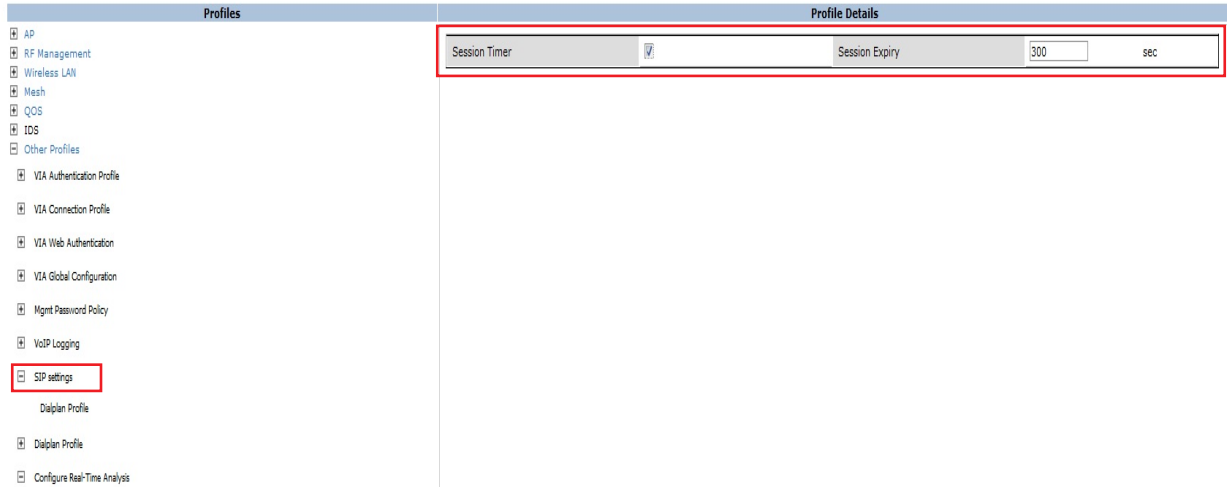 Profiles
AP
RF Management
Wireless LAN
Mesh
QOS
IDS
Other Profiles
VIA Authentication Profile
VIA Connection Profile
VIA Web Authentication
VIA Global Configuration
Mgmt Password Policy
VoIP Logging
SIP settings
Dialplan Profile
Dialplan Profile
Configure Real-Time Analysis
Profile Details
Session Timer Session Expiry 300 sec